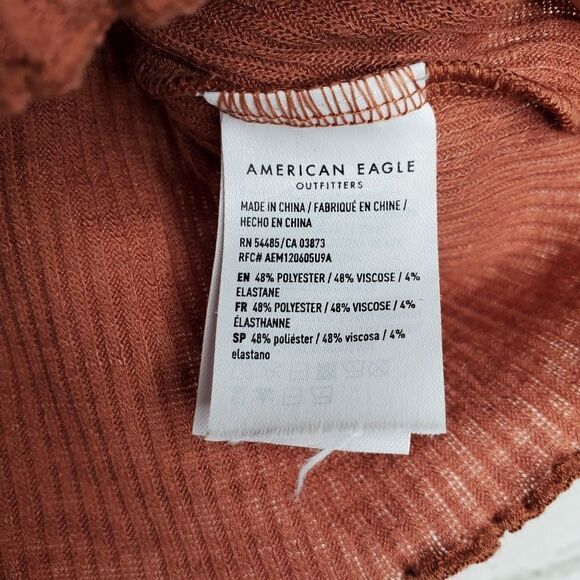 AMERICAN EAGLE
OUTFITTERS
MADE IN CHINA / FABRIQUÉ EN CHINE /
HECHO EN CHINA
RN 54485/CA 03873
RFC# AEM120605U9A
EN 48% POLYESTER / 48% VISCOSE / 4%
ELASTANE
FR 48% POLYESTER / 48% VISCOSE / 4%
ÉLASTHANNE
SP 48% poliéster / 48% viscosa / 4%
elastano